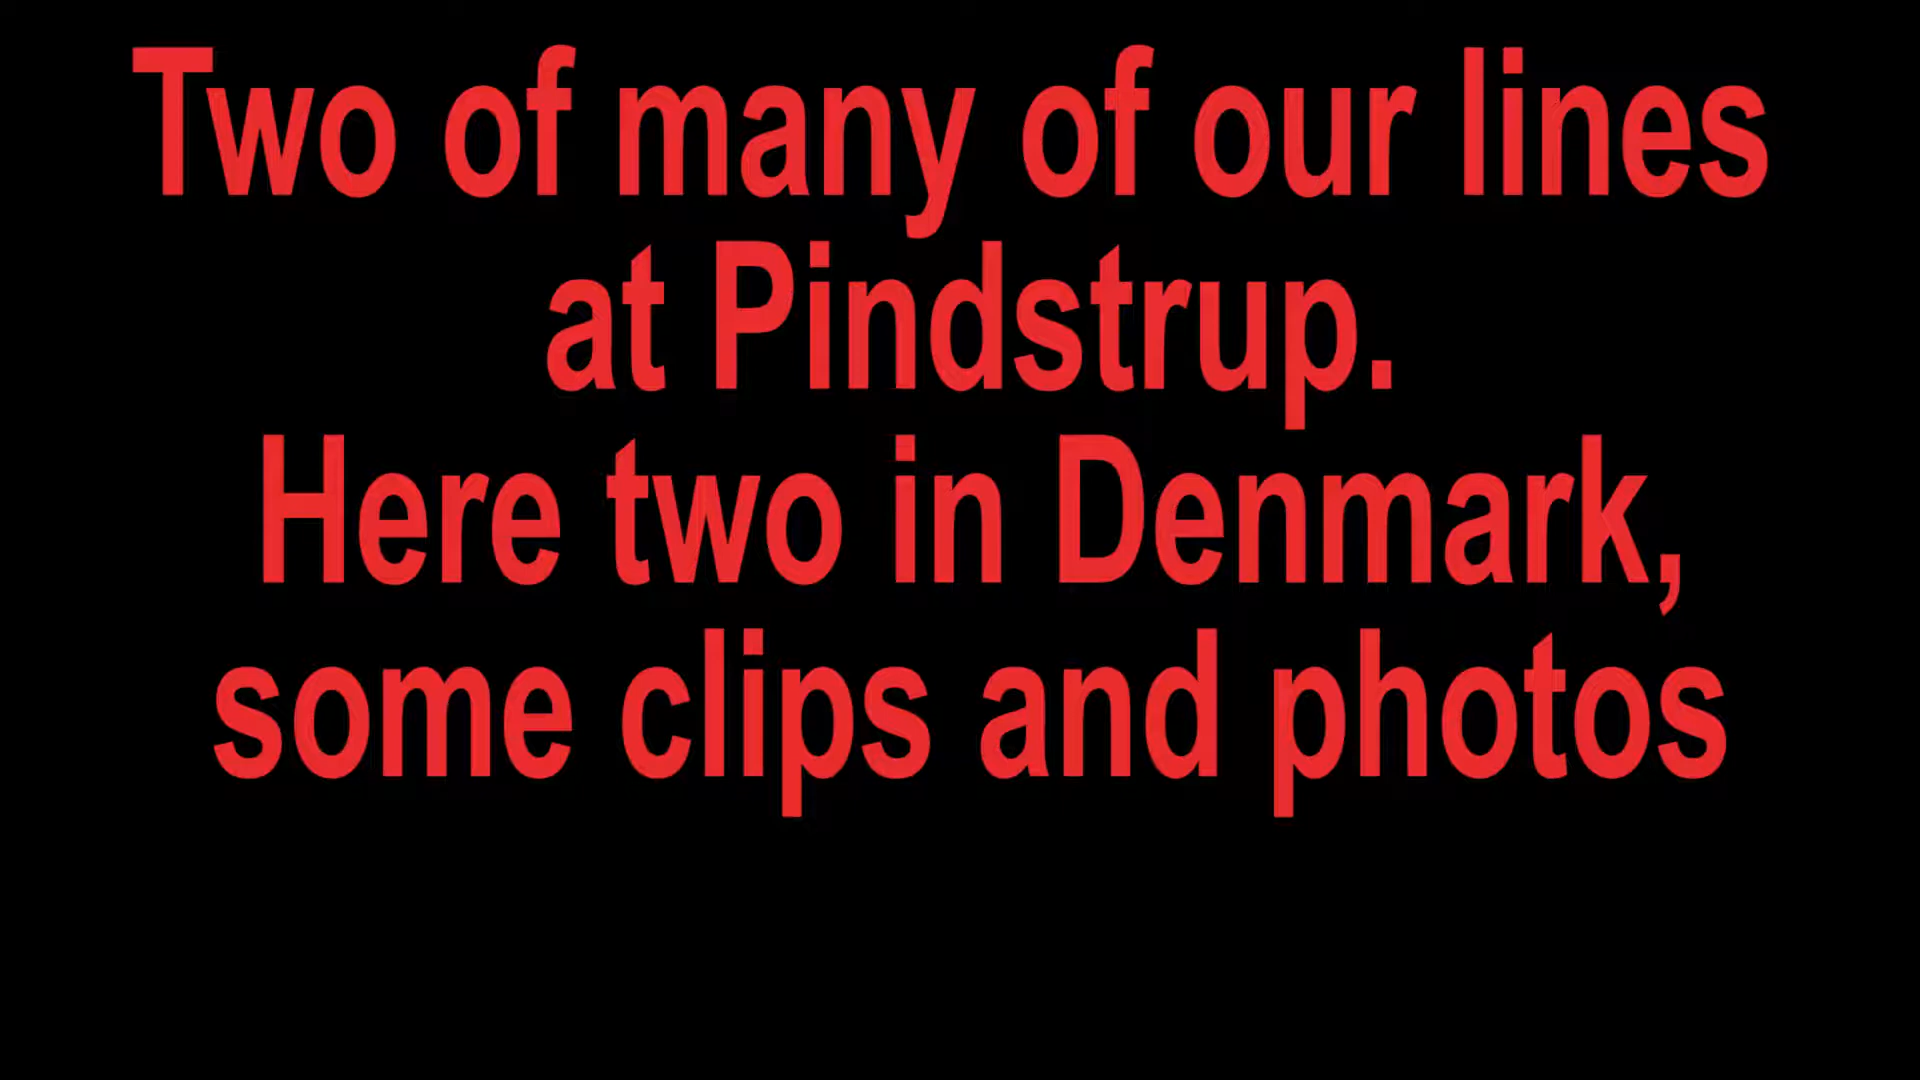 Two of many of our lines
at Pindstrup.
Here two in Denmark,
some clips and photos